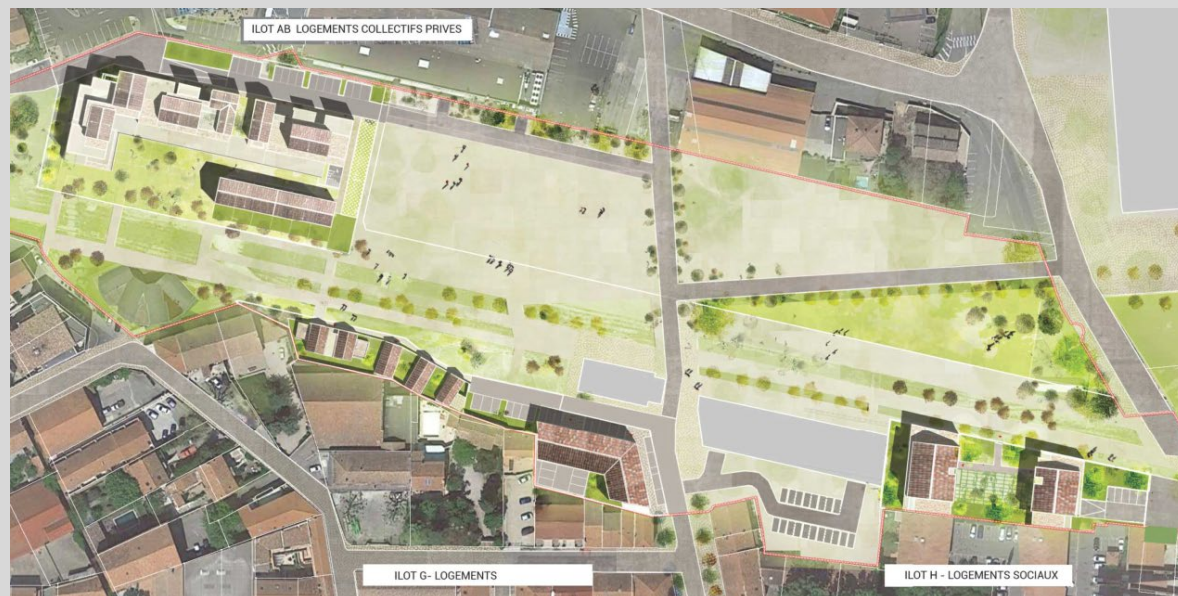 ILOT AB LOGEMENTS COLLECTIFS PRIVES
ILOT G- LOGEMENTS
ILOT H - LOGEMENTS SOCIAUX